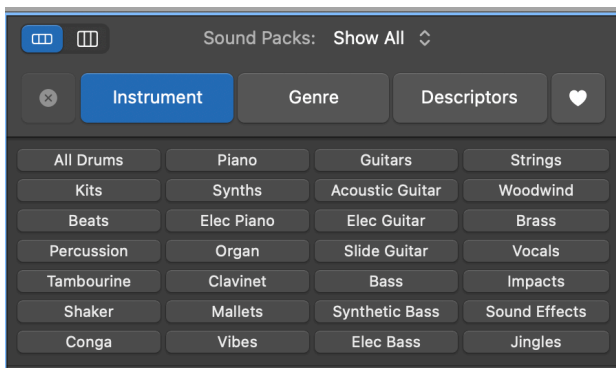 Sound Packs: Show All
Instrument Genre Descriptors
All Drums Piano Guitars Strings
Kits Synths Acoustic Guitar Woodwind
Beats Elec Piano Elec Guitar Brass
Percussion Organ Slide Guitar Vocals
Tambourine Clavinet Bass Impacts
Shaker Mallets Synthetic Bass Sound Effects
Conga Vibes Elec Bass Jingles